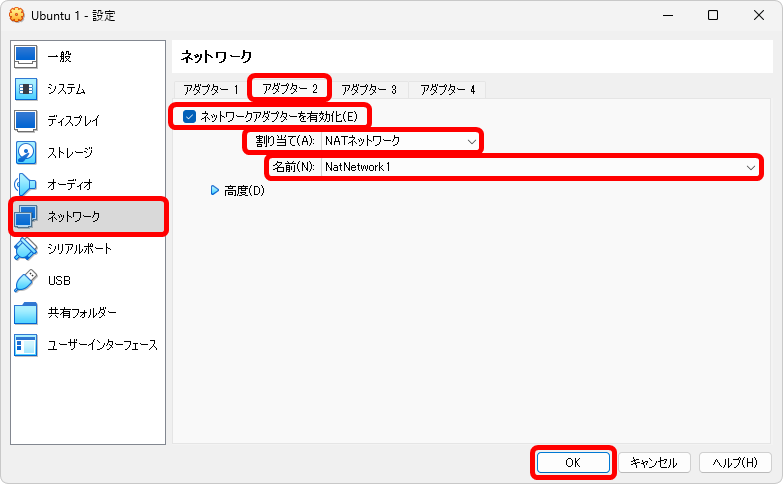 Ubuntu 1 - 設定
一般
システム
ディスプレイ
ストレージ
オーディオ
ネットワーク
シリアルポート
USB
共有フォルダー
ユーザーインターフェース
ネットワーク
アダプター 1 アダプター 2 アダプター 3 アダプター 4
ネットワークアダプターを有効化(E)
割り当て(A): NATネットワーク
名前(N): NatNetwork1
高度(D)
OK キャンセル ヘルプ(H)